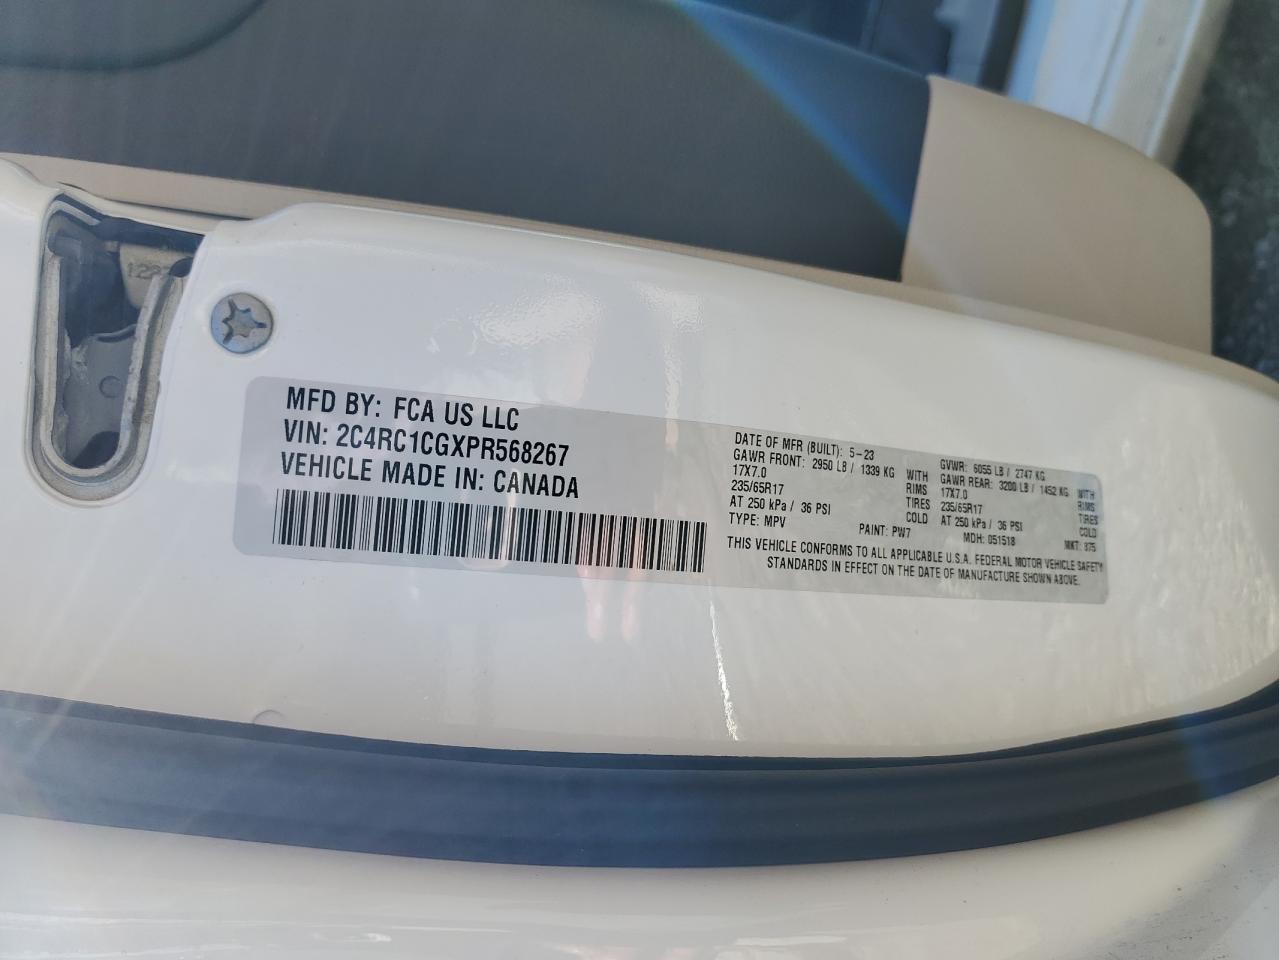 MFD BY: FCA US LLC
VIN: 2C4RC1CGXPR568267
VEHICLE MADE IN: CANADA
DATE OF MFR (BUILT): 5-23
GVWR: 6055 LB / 2747 KG
GAWR FRONT: 2950 LB / 1339 KG WITH
GAWR REAR: 3200 LB / 1452 KG WITH
17X7.0 RIMS
17X7.0 RIMS
235/65R17 TIRES
235/65R17 TIRES
AT 250 kPa / 36 PSI COLD
AT 250 kPa / 36 PSI COLD
TYPE: MPV PAINT: PW7 MDH: 051518 MKT: 375
THIS VEHICLE CONFORMS TO ALL APPLICABLE U.S.A. FEDERAL MOTOR VEHICLE SAFETY
STANDARDS IN EFFECT ON THE DATE OF MANUFACTURE SHOWN ABOVE.